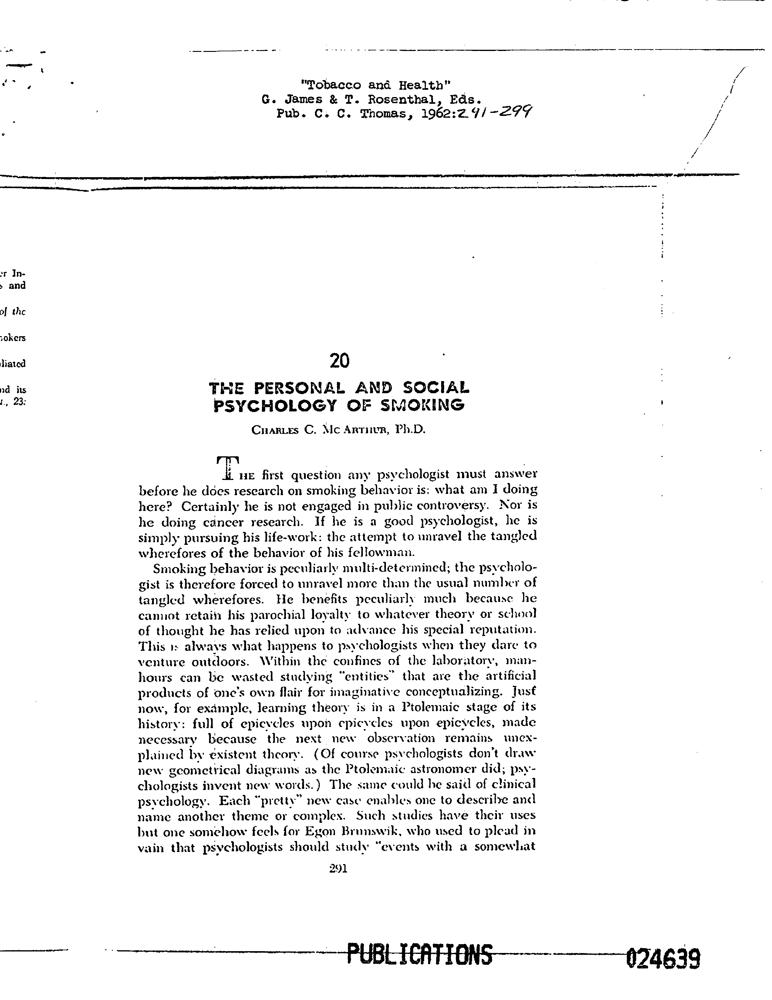 "Tobacco and Health"
G. James & T. Rosenthal, Eds.
Pub. C. C. Thomas, 1962:291-299
er In-
s and
of the
okers
liated
nd its
., 23:
20
THE PERSONAL AND SOCIAL
PSYCHOLOGY OF SMOKING
CHARLES C. MC ARTHUR, Ph.D.
THE first question any psychologist must answer
before he does research on smoking behavior is: what am I doing
here? Certainly he is not engaged in public controversy. Nor is
he doing cancer research. If he is a good psychologist, he is
simply pursuing his life-work: the attempt to unravel the tangled
wherefores of the behavior of his fellowman.
Smoking behavior is peculiarly multi-determined; the psycholo-
gist is therefore forced to unravel more than the usual number of
tangled wherefores. He benefits peculiarly much because he
cannot retain his parochial loyalty to whatever theory or school
of thought he has relied upon to advance his special reputation.
This is always what happens to psychologists when they dare to
venture outdoors. Within the confines of the laboratory, man-
hours can be wasted studying "entities" that are the artificial
products of one's own flair for imaginative conceptualizing. Just
now, for example, learning theory is in a Ptolemaic stage of its
history: full of epicycles upon epicycles upon epicycles, made
necessary because the next new observation remains unex-
plained by existent theory. (Of course psychologists don't draw
new geometrical diagrams as the Ptolemaic astronomer did; psy-
chologists invent new words.) The same could be said of clinical
psychology. Each "pretty" new case enables one to describe and
name another theme or complex. Such studies have their uses
but one somehow feels for Egon Brunswik, who used to plead in
vain that psychologists should study "events with a somewhat
291
PUBLICATIONS
024639